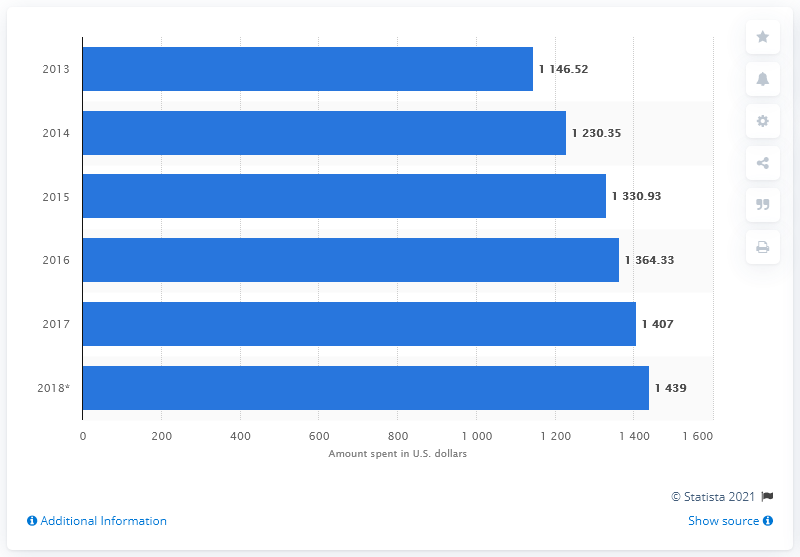 2013 1 146.52
2014 1 230.35
2015 1 330.93
2016 1 364.33
2017 1 407
2018* 1 439
0 200 400 600 800 1 000 1 200 1 400 1 600
Amount spent in U.S. dollars
© Statista 2021
Additional Information Show source